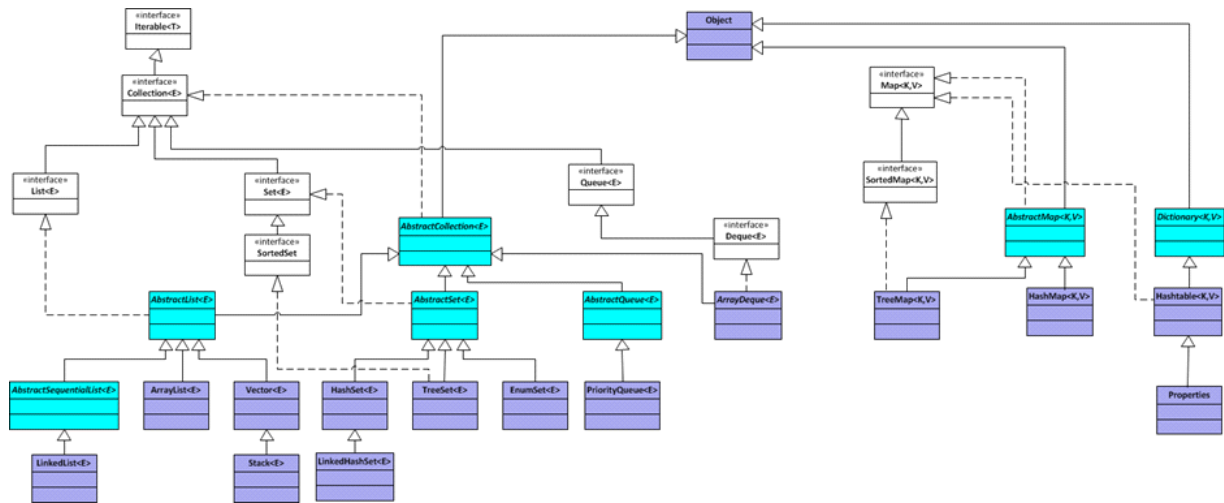 «interface»
Iterable<T>
Object
«interface»
Collection<E>
«interface»
Map<K,V>
«interface»
List<E>
«interface»
Set<E>
«interface»
Queue<E>
«interface»
SortedMap<K,V>
AbstractCollection<E>
«interface»
Deque<E>
AbstractMap<K,V>
Dictionary<K,V>
«interface»
SortedSet
AbstractList<E>
AbstractSet<E>
AbstractQueue<E>
ArrayDeque<E>
TreeMap<K,V>
HashMap<K,V>
Hashtable<K,V>
AbstractSequentialList<E>
ArrayList<E>
Vector<E>
HashSet<E>
TreeSet<E>
EnumSet<E>
PriorityQueue<E>
Properties
LinkedList<E>
Stack<E>
LinkedHashSet<E>